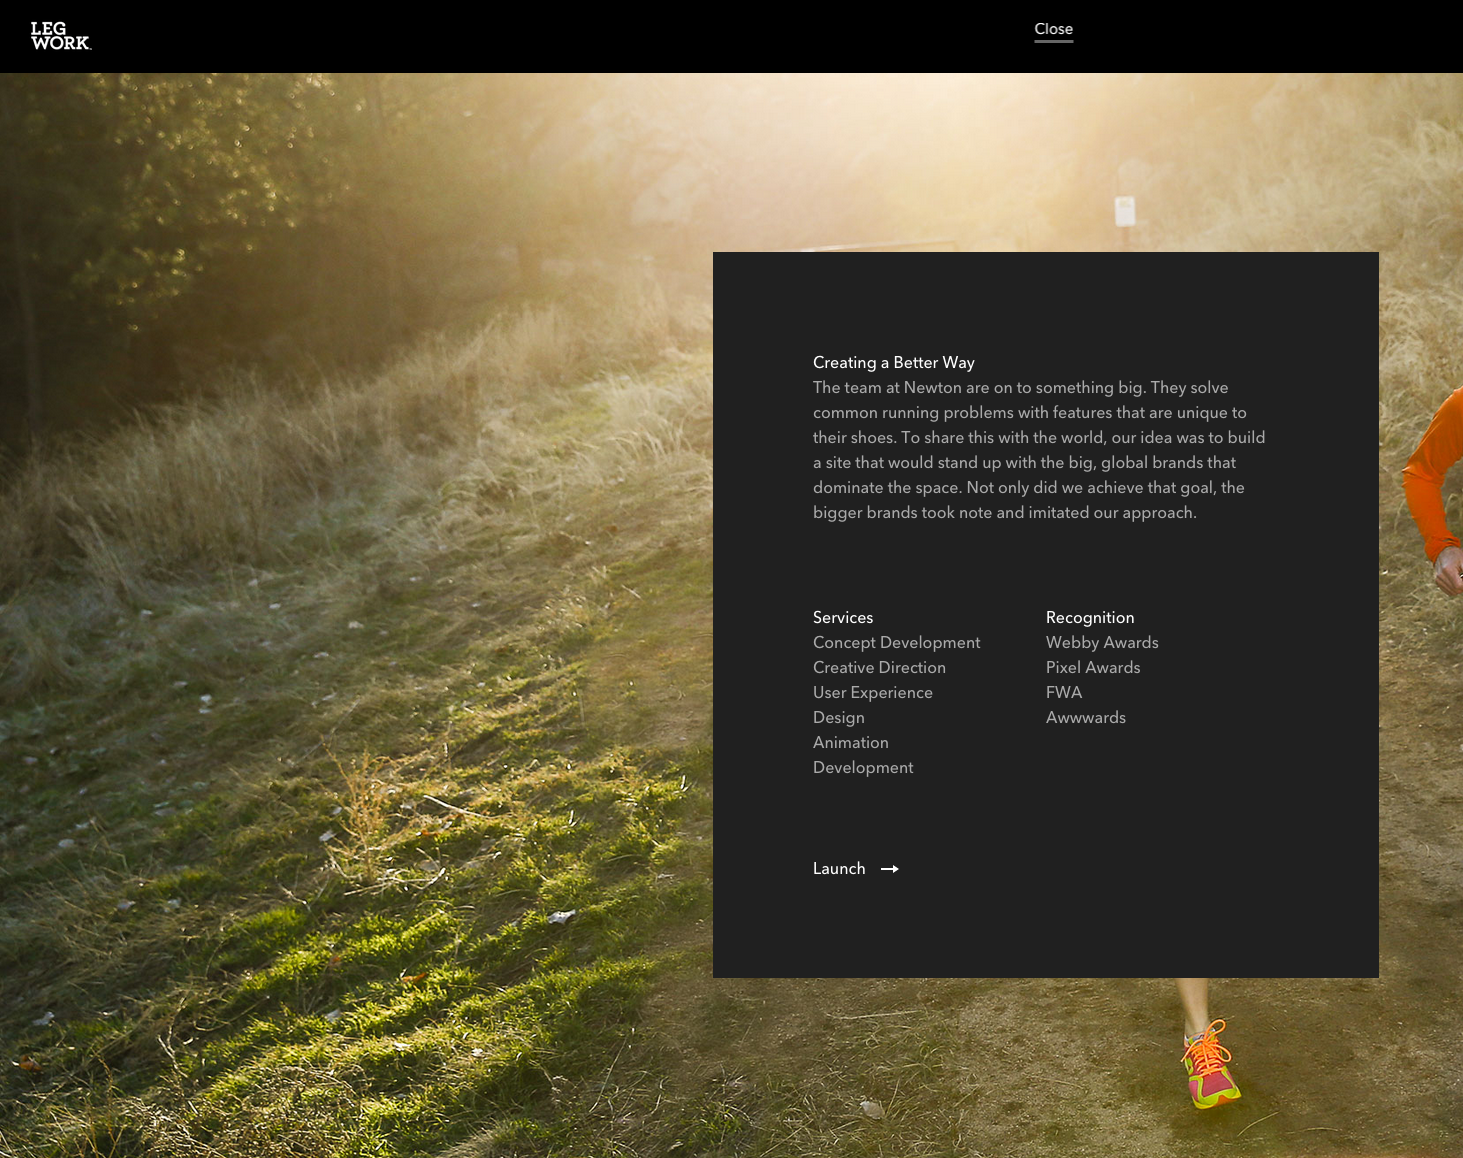 LEG
WORK.
Close
Creating a Better Way
The team at Newton are on to something big. They solve
common running problems with features that are unique to
their shoes. To share this with the world, our idea was to build
a site that would stand up with the big, global brands that
dominate the space. Not only did we achieve that goal, the
bigger brands took note and imitated our approach.
Services
Concept Development
Creative Direction
User Experience
Design
Animation
Development
Recognition
Webby Awards
Pixel Awards
FWA
Awwwards
Launch